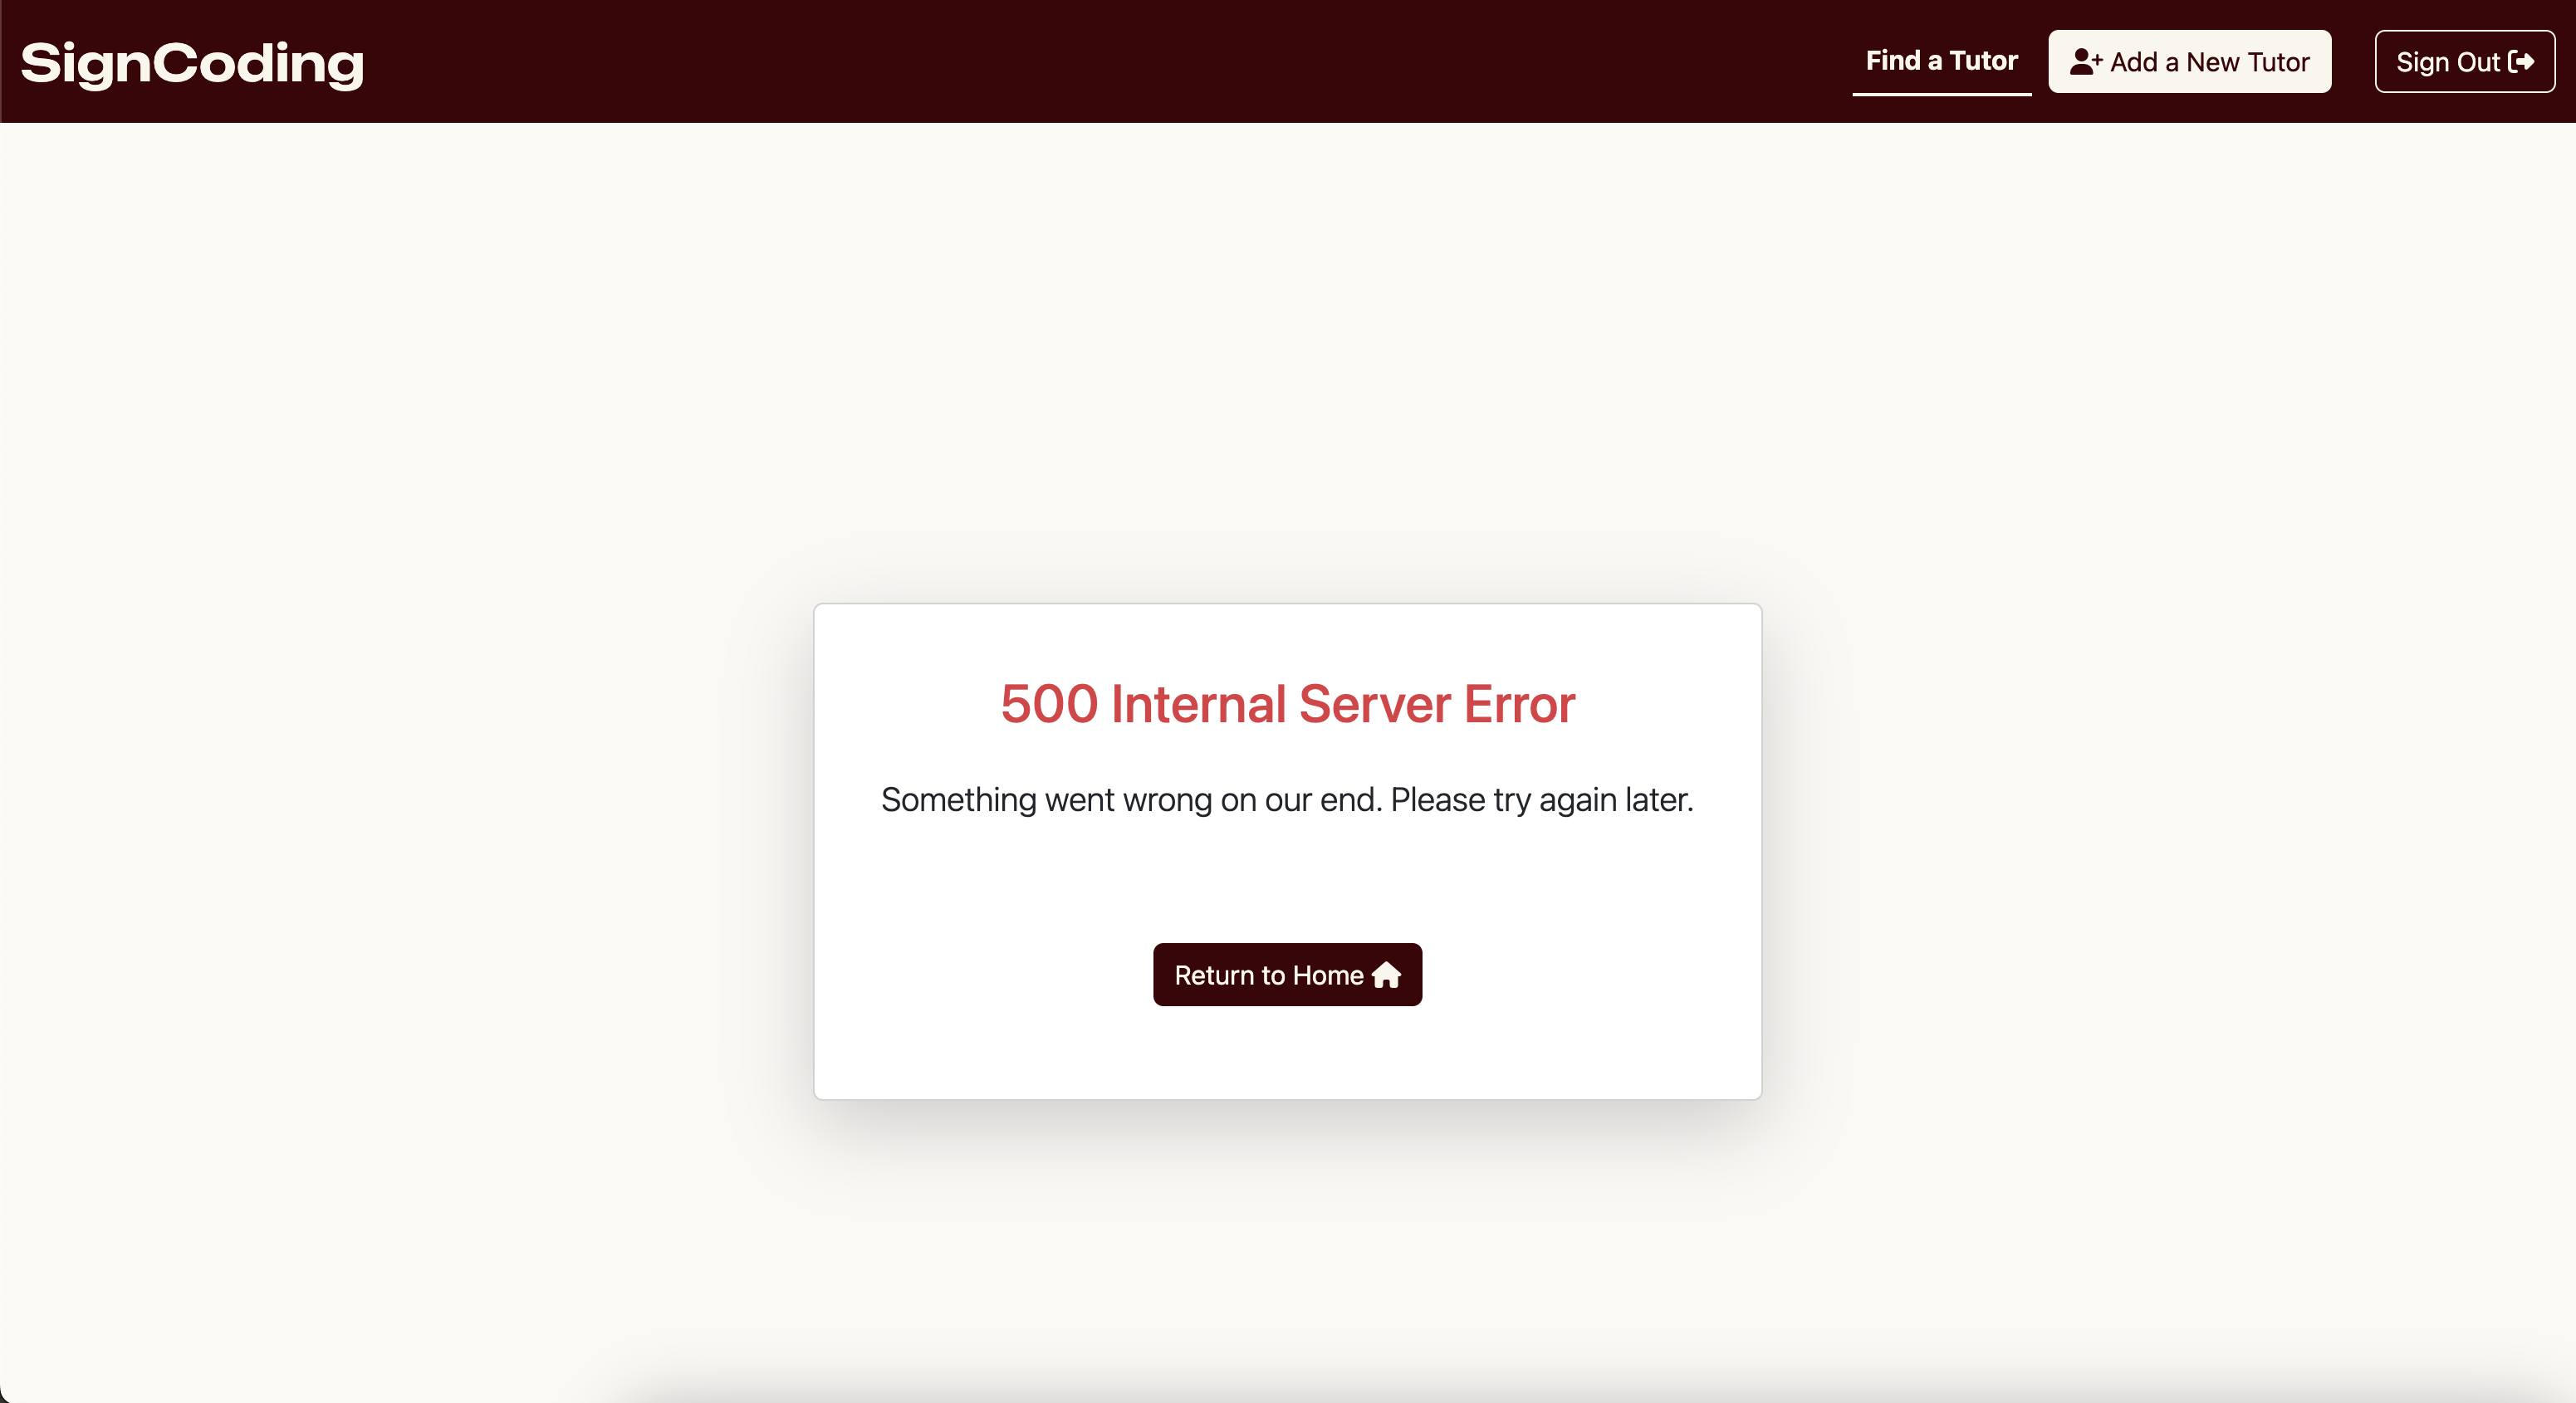 SignCoding
Find a Tutor
Add a New Tutor
Sign Out
500 Internal Server Error
Something went wrong on our end. Please try again later.
Return to Home